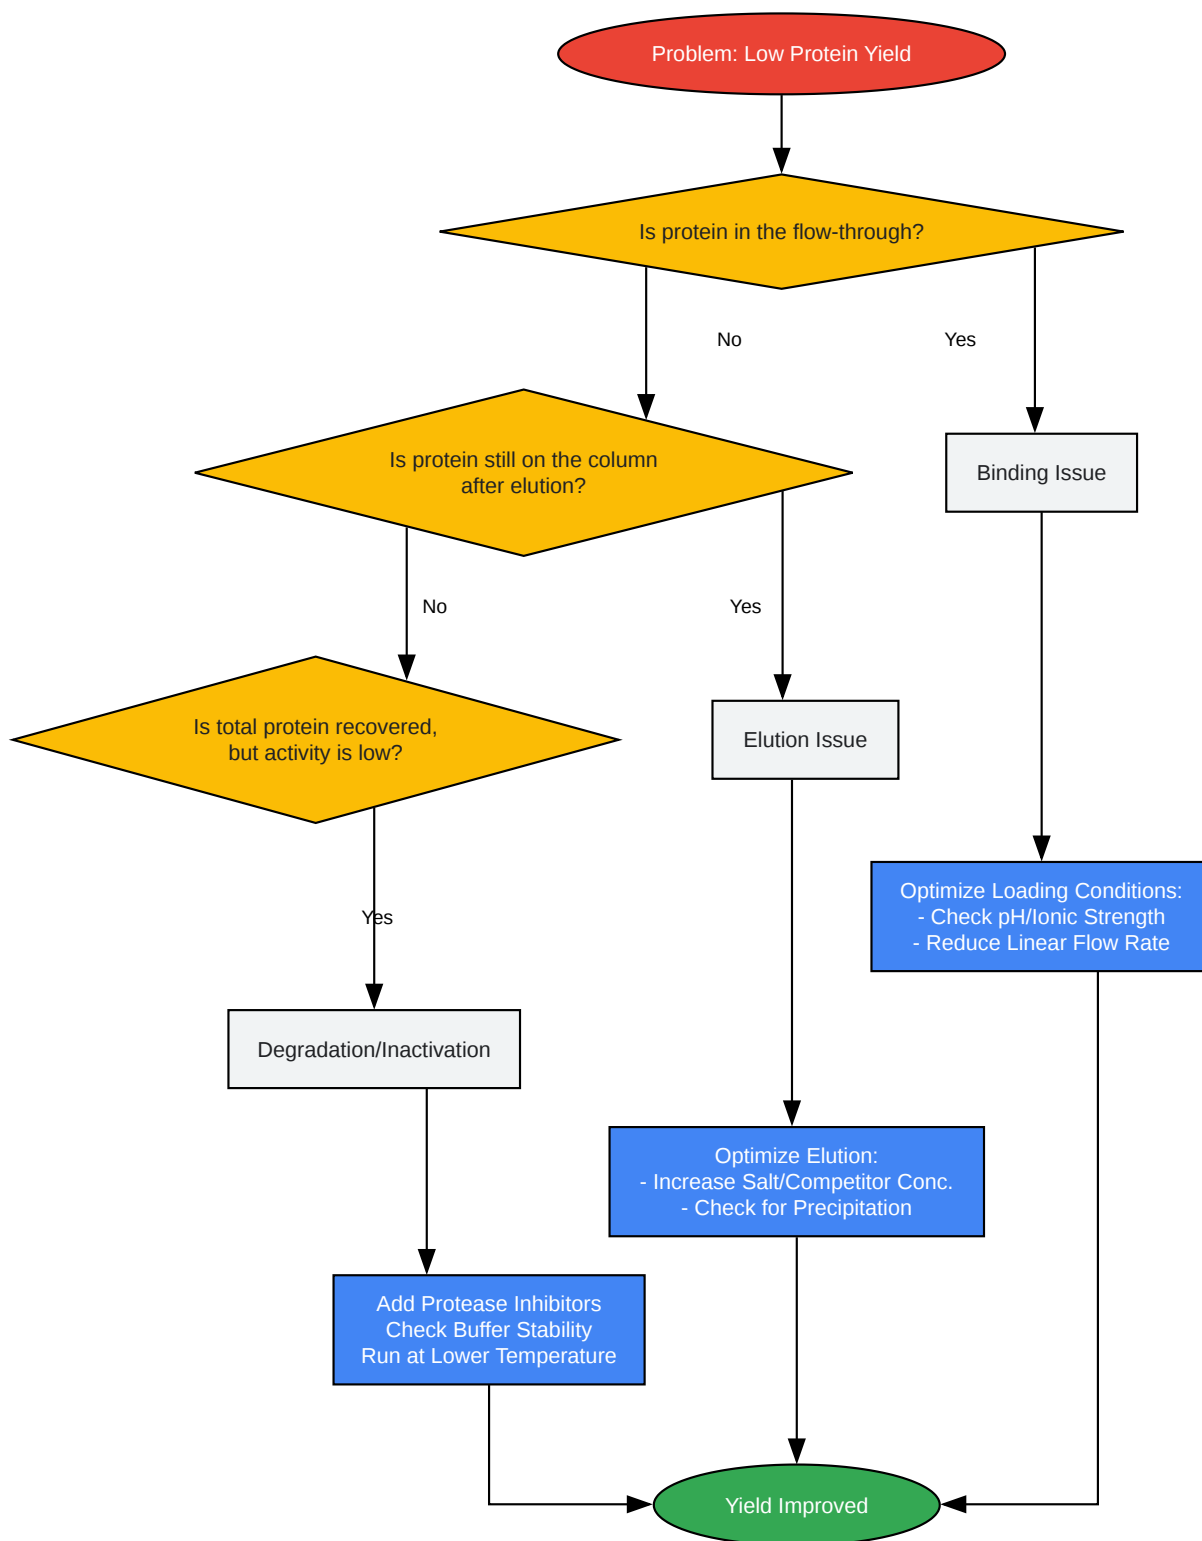 Problem: Low Protein Yield
Is protein in the flow-through?
No
Yes
Is protein still on the column
after elution?
Binding Issue
No
Yes
Is total protein recovered,
but activity is low?
Elution Issue
Optimize Loading Conditions:
- Check pH/Ionic Strength
- Reduce Linear Flow Rate
Yes
Degradation/Inactivation
Optimize Elution:
- Increase Salt/Competitor Conc.
- Check for Precipitation
Add Protease Inhibitors
Check Buffer Stability
Run at Lower Temperature
Yield Improved